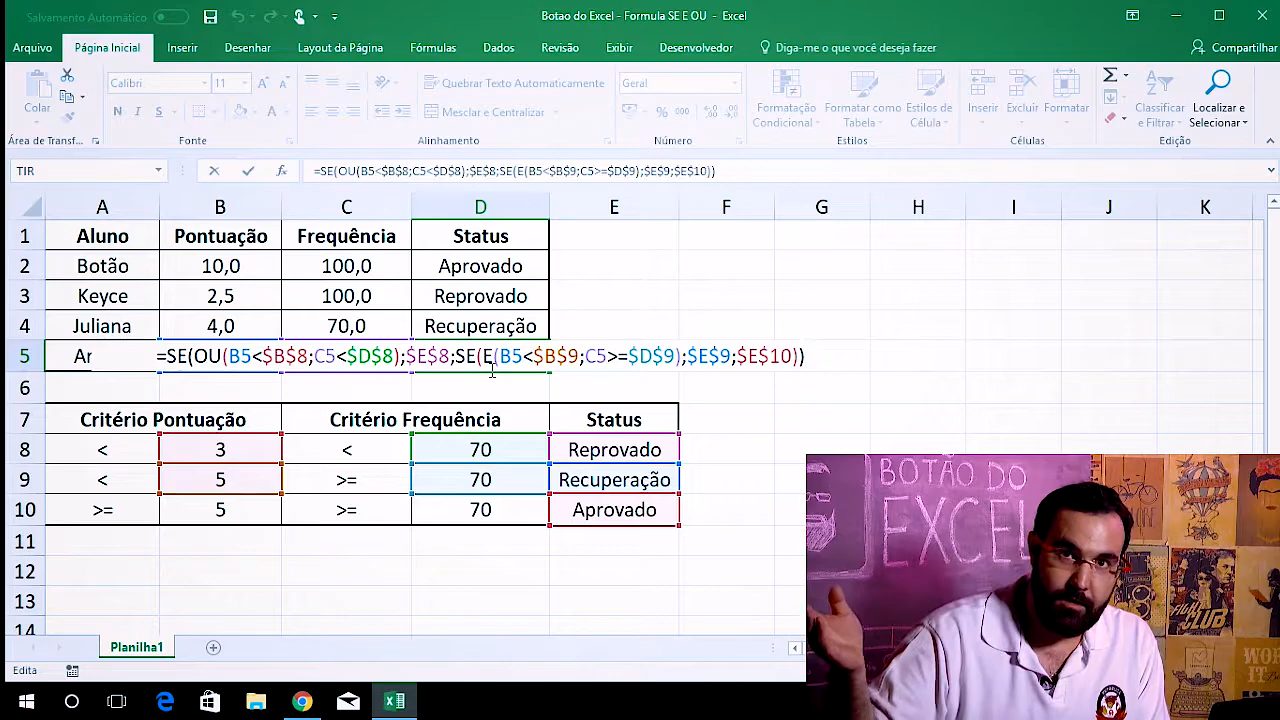 Salvamento Automático
Botao do Excel - Formula SE E OU - Excel
Arquivo Página Inicial Inserir Desenhar Layout da Página Fórmulas Dados Revisão Exibir Desenvolvedor Diga-me o que você deseja fazer Compartilhar
Colar
Calibri 11
N I S
Quebrar Texto Automaticamente
Mesclar e Centralizar
Geral
% 000
Formatação Condicional
Formatar como Tabela
Estilos de Célula
Inserir Excluir Formatar
Classificar e Filtrar
Localizar e Selecionar
Área de Transf... Fonte Alinhamento Número Estilos Células Edição
TIR =SE(OU(B5<$B$8;C5<$D$8);$E$8;SE(E(B5<$B$9;C5>=$D$9);$E$9;$E$10))
A B C D E F G H I J K
1 Aluno Pontuação Frequência Status
2 Botão 10,0 100,0 Aprovado
3 Keyce 2,5 100,0 Reprovado
4 Juliana 4,0 70,0 Recuperação
5 Ar =SE(OU(B5<$B$8;C5<$D$8);$E$8;SE(E(B5<$B$9;C5>=$D$9);$E$9;$E$10))
6
7 Critério Pontuação Critério Frequência Status
8 < 3 < 70 Reprovado
9 < 5 >= 70 Recuperação
10 >= 5 >= 70 Aprovado
11
12
13
14
BOTÃO DO
EXCEL
FIGHT
CLUB
Planilha1
Edita